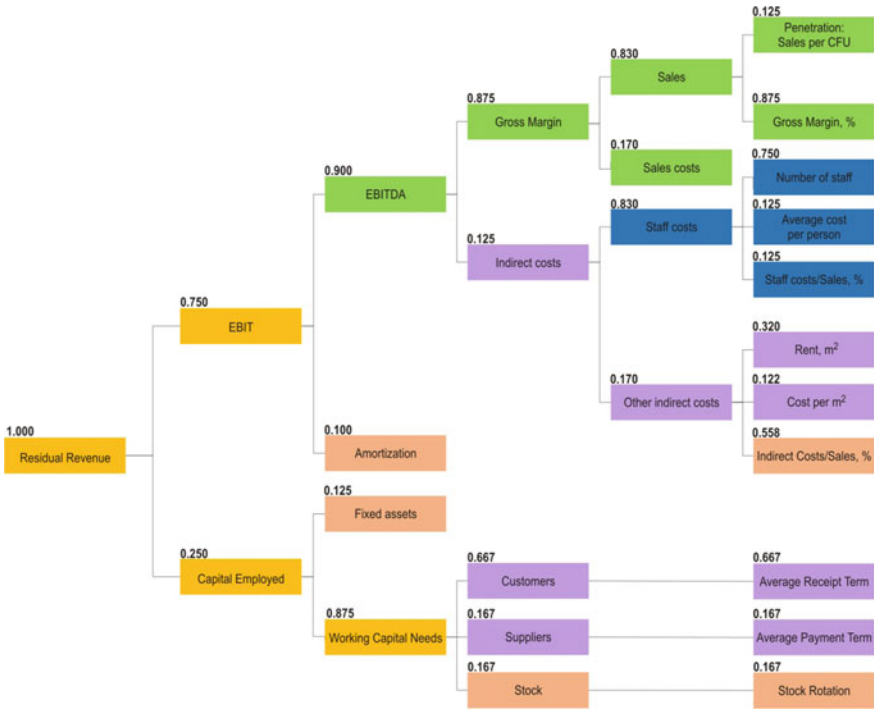 0.125
Penetration:
Sales per CFU
0.830
Sales
0.875
0.875
Gross Margin
Gross Margin, %
0.170
Sales costs
0.750
Number of staff
0.900
EBITDA
0.830
Staff costs
0.125
Average cost
per person
0.125
Indirect costs
0.125
Staff costs/Sales, %
0.750
EBIT
0.320
Rent, m²
0.170
Other indirect costs
0.122
Cost per m²
1.000
Residual Revenue
0.100
Amortization
0.558
Indirect Costs/Sales, %
0.125
Fixed assets
0.250
Capital Employed
0.667
Customers
0.667
Average Receipt Term
0.875
Working Capital Needs
0.167
Suppliers
0.167
Average Payment Term
0.167
Stock
0.167
Stock Rotation